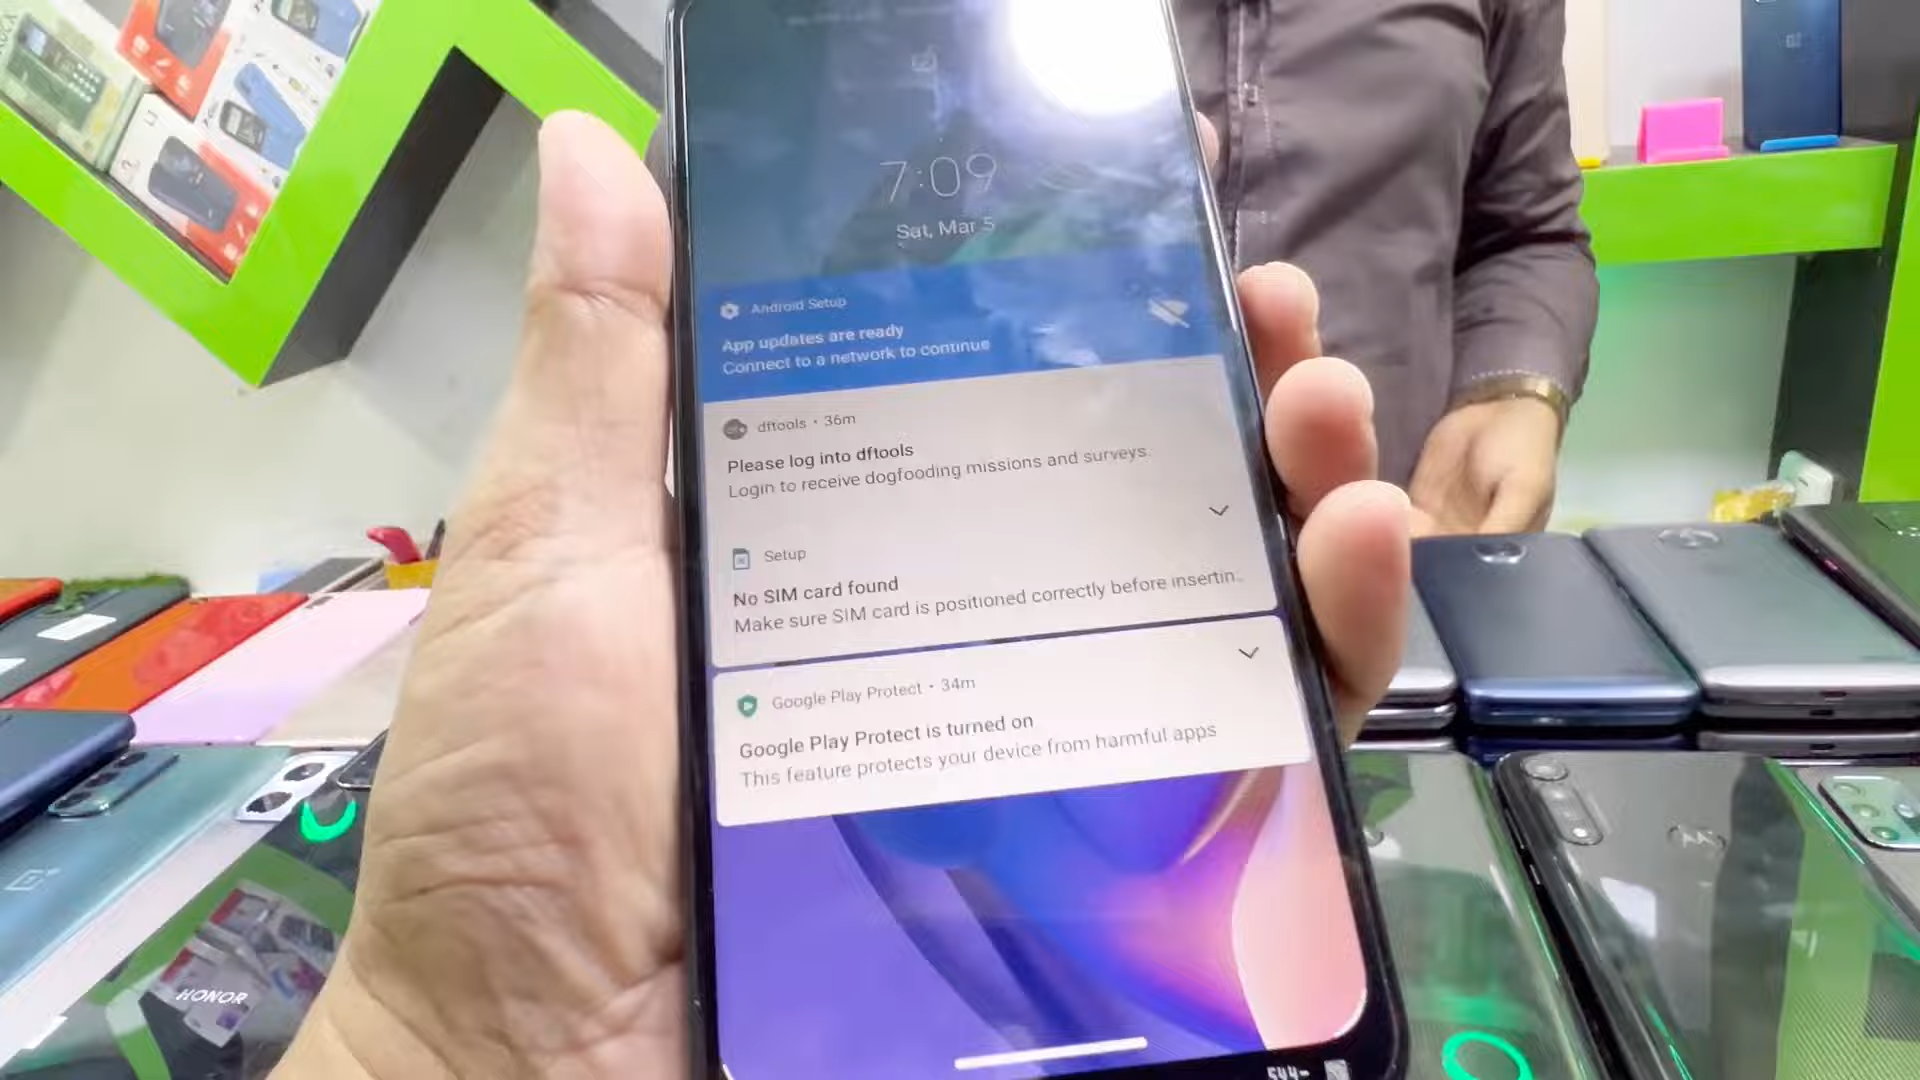 7:09
Sat, Mar 5
Android Setup
App updates are ready
Connect to a network to continue
dftools · 36m
Please log into dftools
Login to receive dogfooding missions and surveys.
Setup
No SIM card found
Make sure SIM card is positioned correctly before insertin..
Google Play Protect · 34m
Google Play Protect is turned on
This feature protects your device from harmful apps
HONOR